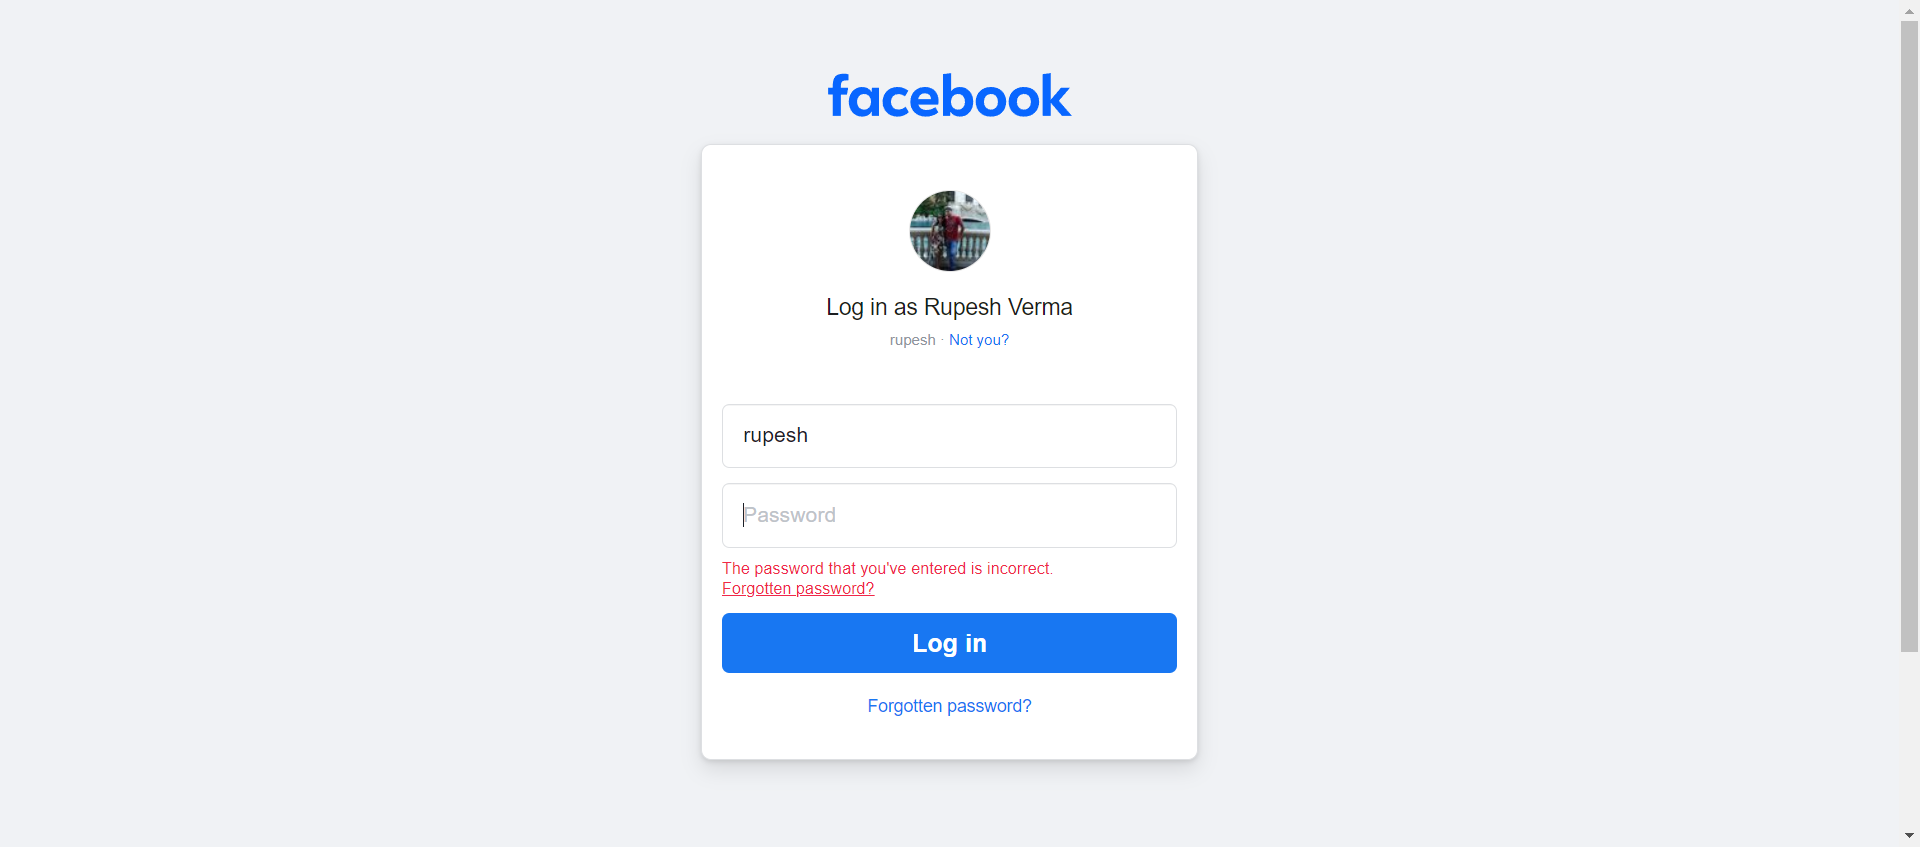 facebook
Log in as Rupesh Verma
rupesh · Not you?
rupesh
Password
The password that you've entered is incorrect.
Forgotten password?
Log in
Forgotten password?